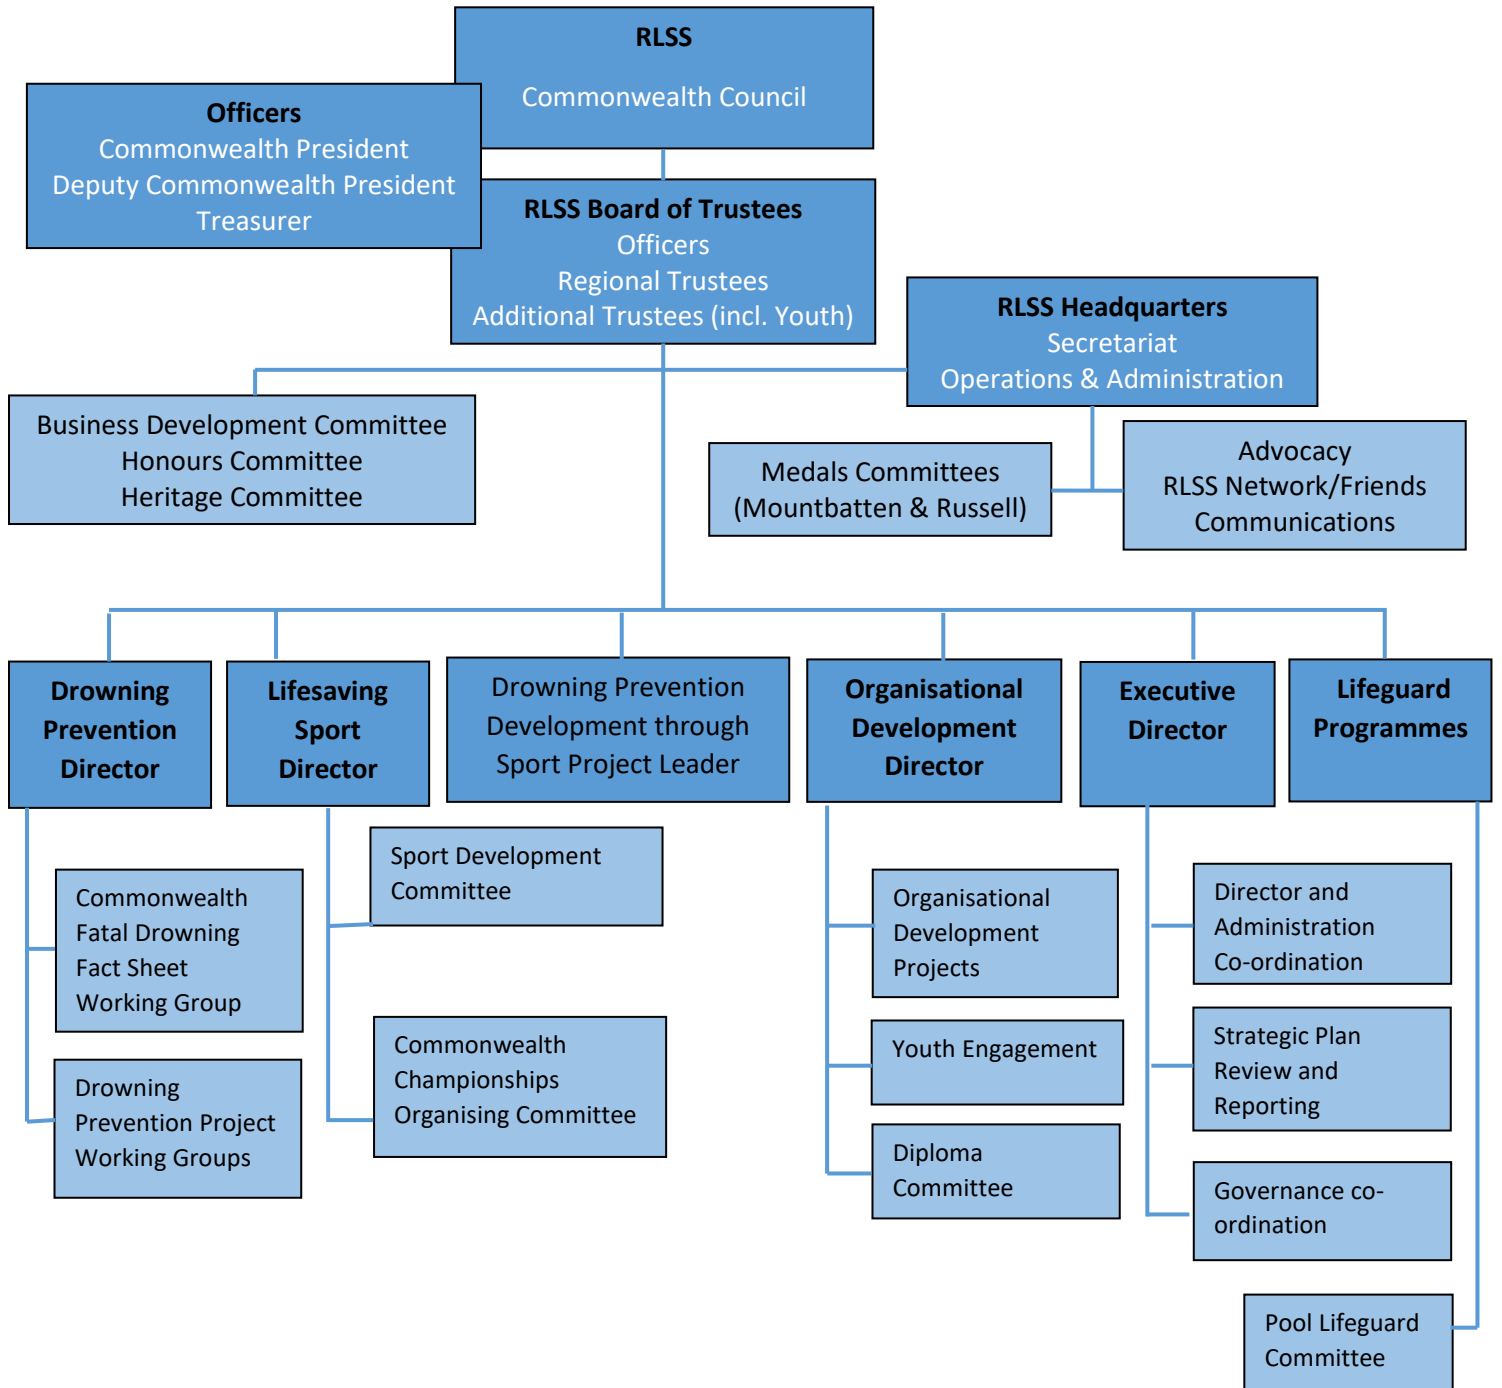 RLSS
Commonwealth Council
Officers
Commonwealth President
Deputy Commonwealth President
Treasurer
RLSS Board of Trustees
Officers
Regional Trustees
Additional Trustees (incl. Youth)
RLSS Headquarters
Secretariat
Operations & Administration
Business Development Committee
Honours Committee
Heritage Committee
Medals Committees
(Mountbatten & Russell)
Advocacy
RLSS Network/Friends
Communications
Drowning
Prevention
Director
Lifesaving
Sport
Director
Drowning Prevention
Development through
Sport Project Leader
Organisational
Development
Director
Executive
Director
Lifeguard
Programmes
Commonwealth
Fatal Drowning
Fact Sheet
Working Group
Drowning
Prevention Project
Working Groups
Sport Development
Committee
Commonwealth
Championships
Organising Committee
Organisational
Development
Projects
Youth Engagement
Diploma
Committee
Director and
Administration
Co-ordination
Strategic Plan
Review and
Reporting
Governance co-
ordination
Pool Lifeguard
Committee